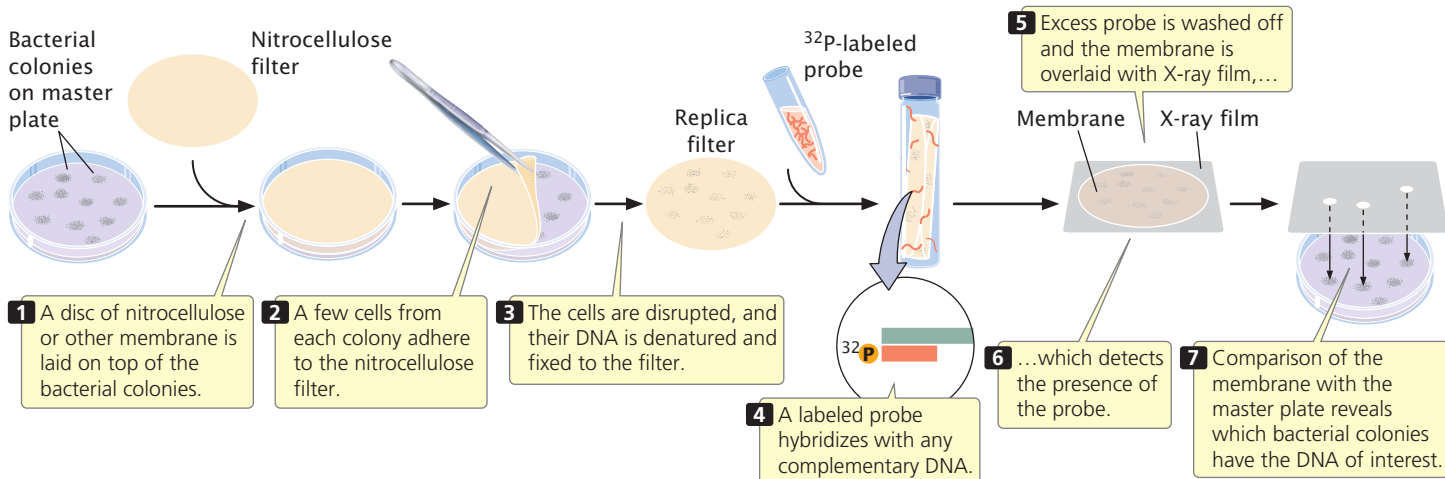 Bacterial
colonies
on master
plate
Nitrocellulose
filter
Replica
filter
32P-labeled
probe
5 Excess probe is washed off
and the membrane is
overlaid with X-ray film,…
Membrane
X-ray film
1 A disc of nitrocellulose
or other membrane is
laid on top of the
bacterial colonies.
2 A few cells from
each colony adhere
to the nitrocellulose
filter.
3 The cells are disrupted, and
their DNA is denatured and
fixed to the filter.
32P
4 A labeled probe
hybridizes with any
complementary DNA.
6 …which detects
the presence of
the probe.
7 Comparison of the
membrane with the
master plate reveals
which bacterial colonies
have the DNA of interest.